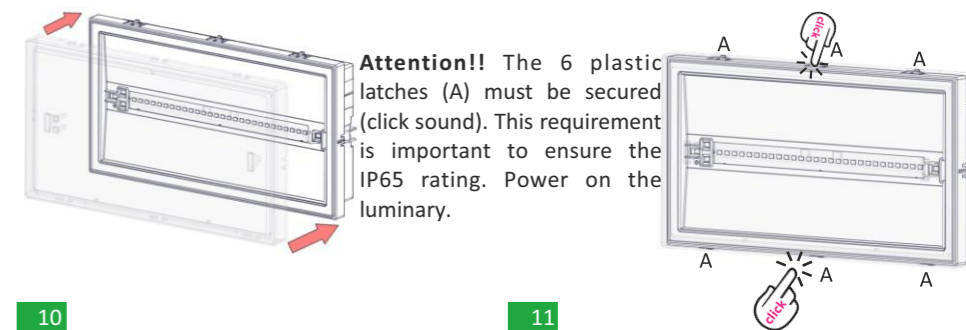 Attention!! The 6 plastic
latches (A) must be secured
(click sound). This requirement
is important to ensure the
IP65 rating. Power on the
luminary.
A
click
A
A
A
A
A
click
10
11